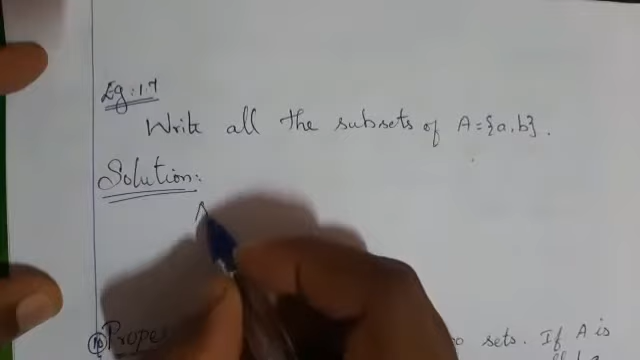 Eg:1.7
Write all the subsets of A={a,b}.
Solution:
A
sets. If A is